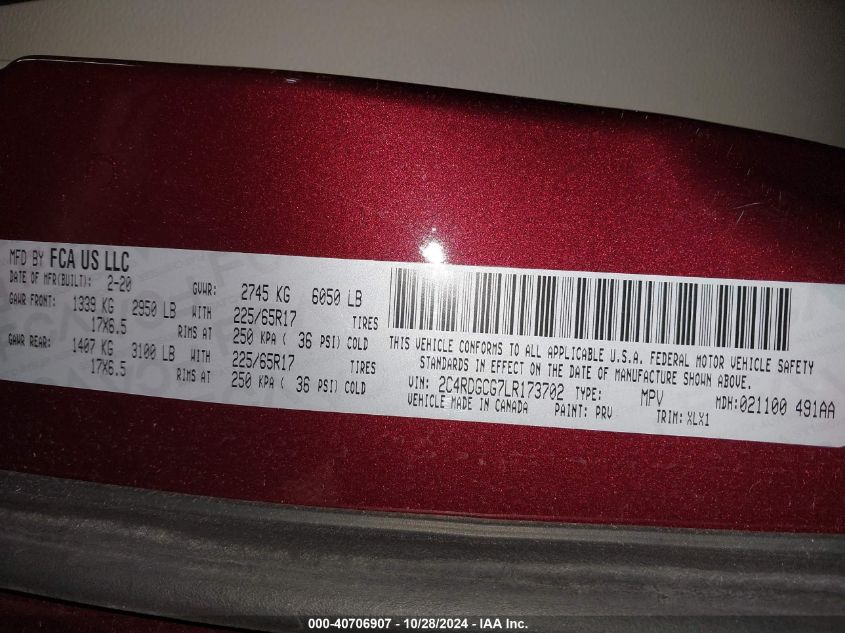 MFD BY FCA US LLC
DATE OF MFR(BUILT): 2-20 GVWR: 2745 KG 6050 LB
GAWR FRONT: 1339 KG 2950 LB WITH 225/65R17 TIRES
17X6.5 RIMS AT 250 KPA ( 36 PSI) COLD
GAWR REAR: 1407 KG 3100 LB WITH 225/65R17 TIRES
17X6.5 RIMS AT 250 KPA ( 36 PSI) COLD
THIS VEHICLE CONFORMS TO ALL APPLICABLE U.S.A. FEDERAL MOTOR VEHICLE SAFETY
STANDARDS IN EFFECT ON THE DATE OF MANUFACTURE SHOWN ABOVE.
VIN: 2C4RDGCG7LR173702 TYPE: MPV MDH:021100 491AA
VEHICLE MADE IN CANADA PAINT: PRV TRIM: XLX1
000-40706907 - 10/28/2024 - IAA Inc.